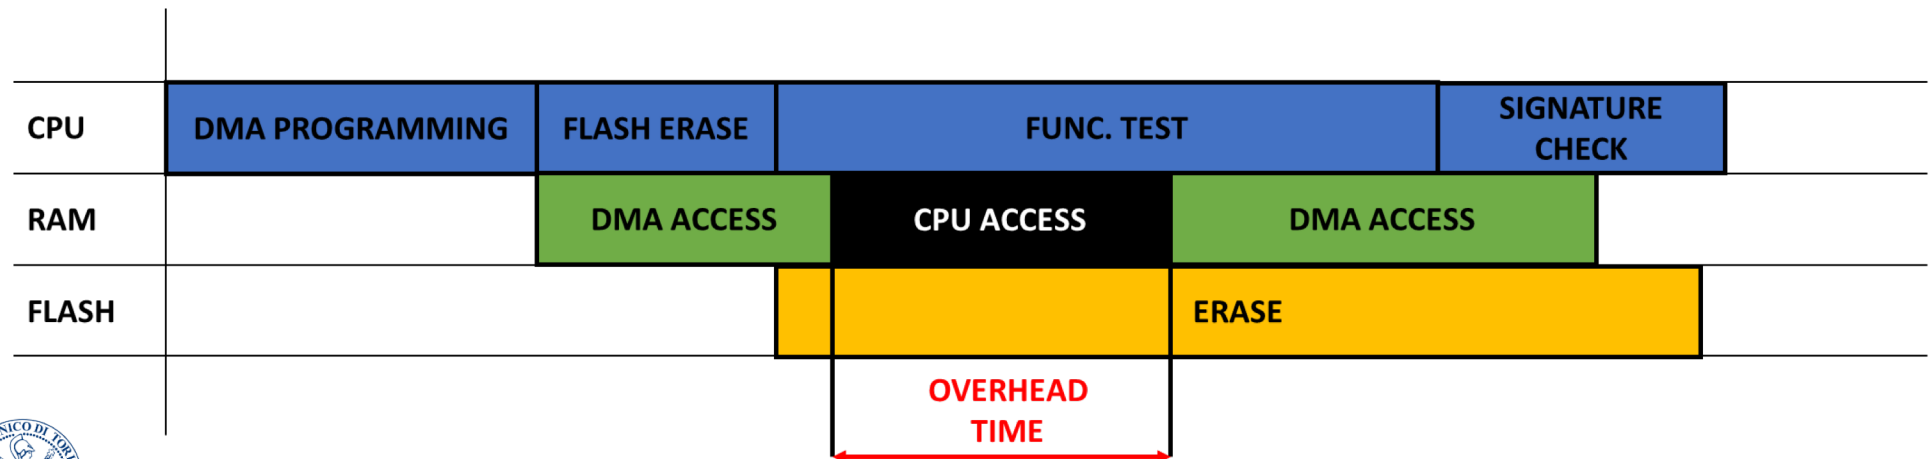 CPU
DMA PROGRAMMING
FLASH ERASE
FUNC. TEST
SIGNATURE
CHECK
RAM
DMA ACCESS
CPU ACCESS
DMA ACCESS
FLASH
ERASE
OVERHEAD
TIME